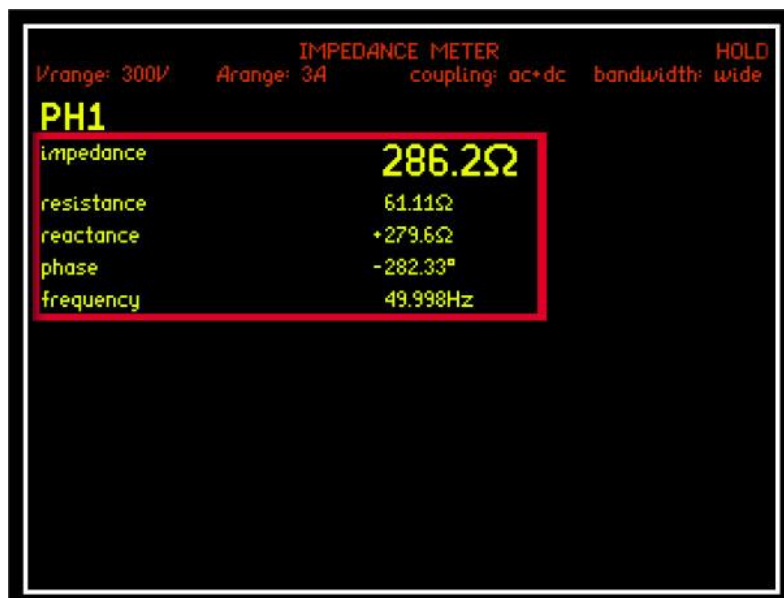 IMPEDANCE METER HOLD
Vrange: 300V Arange: 3A coupling: ac+dc bandwidth: wide
PH1
impedance 286.2Ω
resistance 61.11Ω
reactance +279.6Ω
phase -282.33°
frequency 49.998Hz